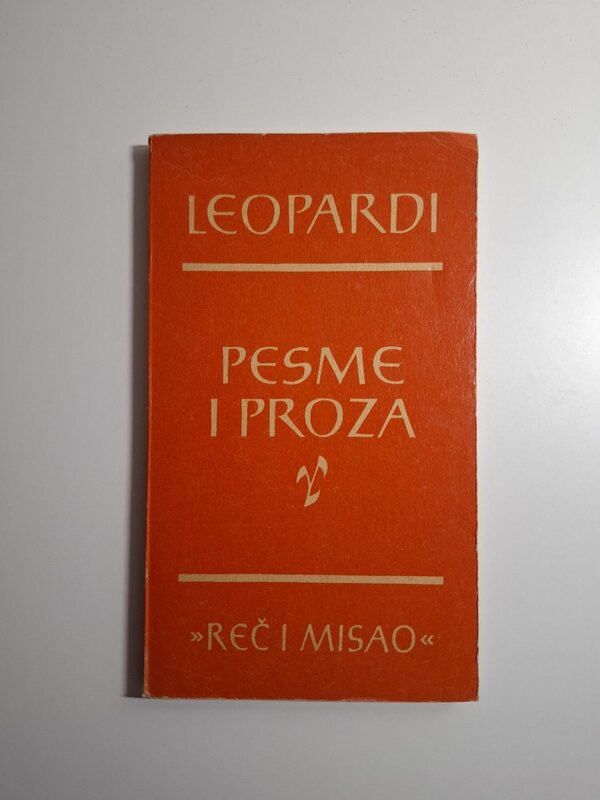 LEOPARDI
PESME
I PROZA
»REČ I MISAO«